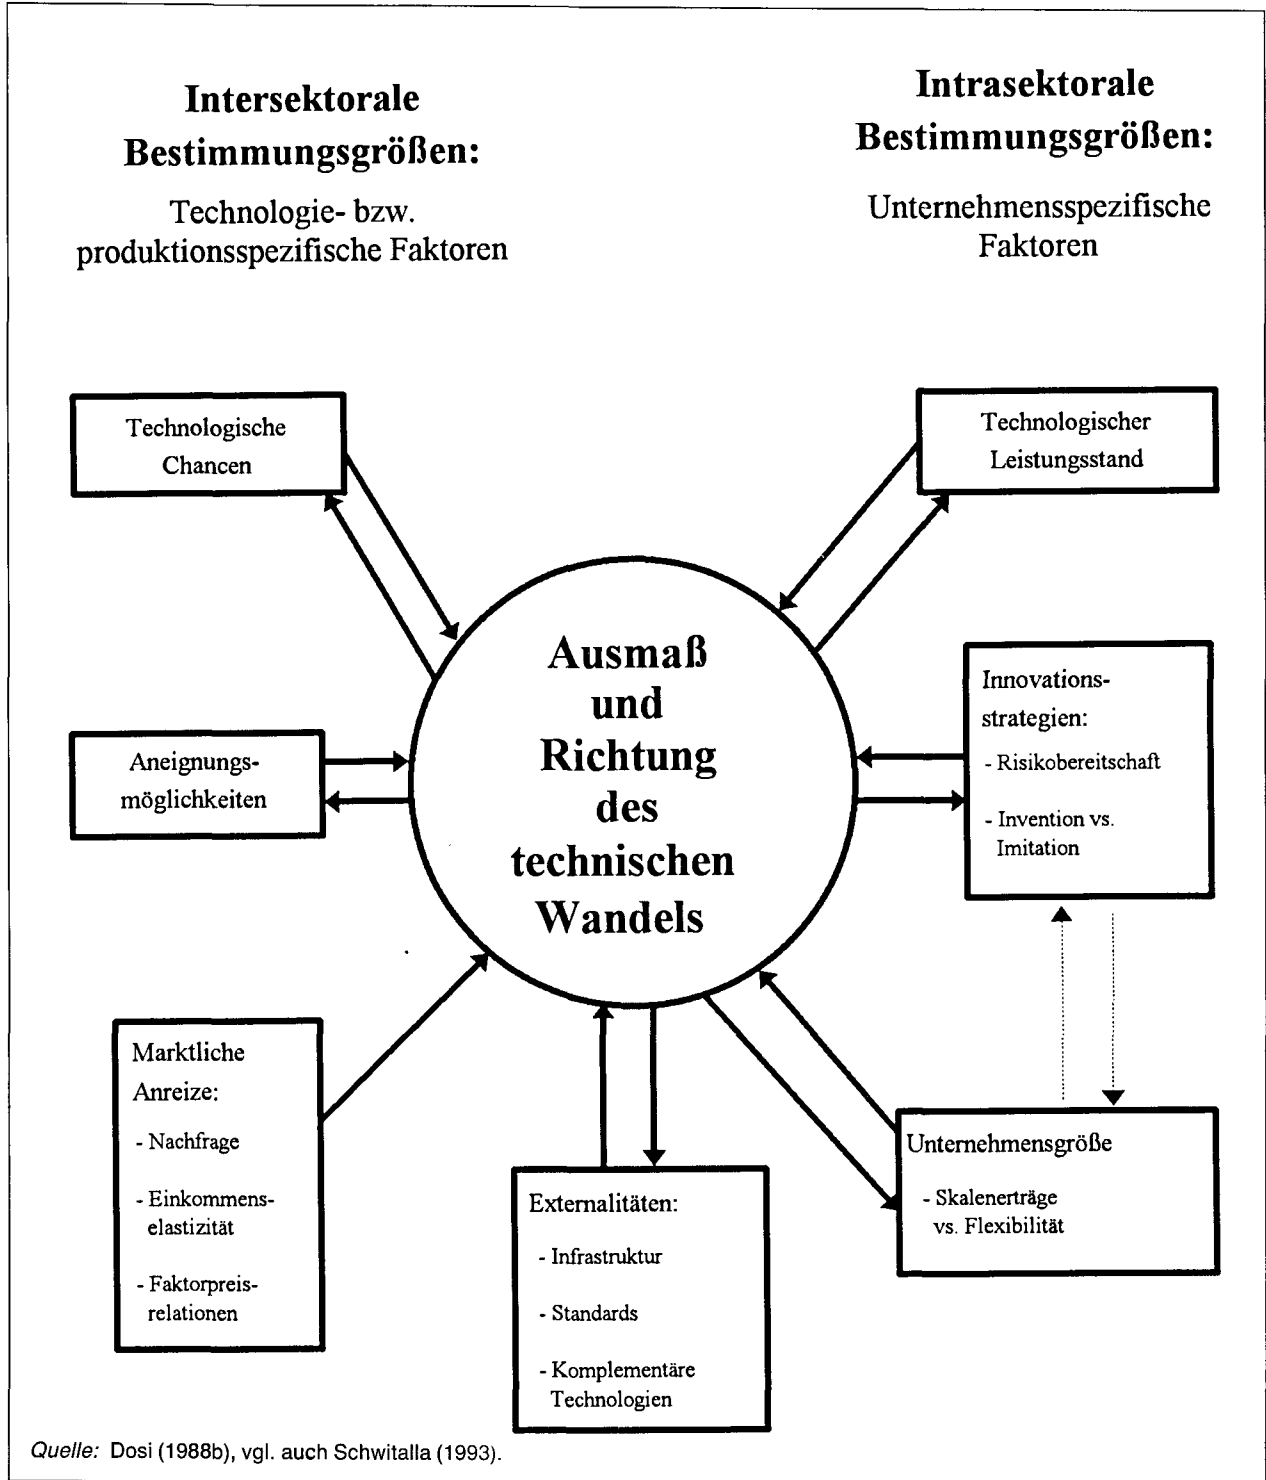 Intersektorale
Bestimmungsgrößen:
Technologie- bzw.
produktionsspezifische Faktoren
Intrasektorale
Bestimmungsgrößen:
Unternehmensspezifische
Faktoren
Technologische
Chancen
Technologischer
Leistungsstand
Ausmaß
und
Richtung
des
technischen
Wandels
Aneignungs-
möglichkeiten
Innovations-
strategien:
- Risikobereitschaft
- Invention vs.
Imitation
Marktliche
Anreize:
- Nachfrage
- Einkommens-
elastizität
- Faktorpreis-
relationen
Externalitäten:
- Infrastruktur
- Standards
- Komplementäre
Technologien
Unternehmensgröße
- Skalenerträge
vs. Flexibilität
Quelle: Dosi (1988b), vgl. auch Schwitalla (1993).